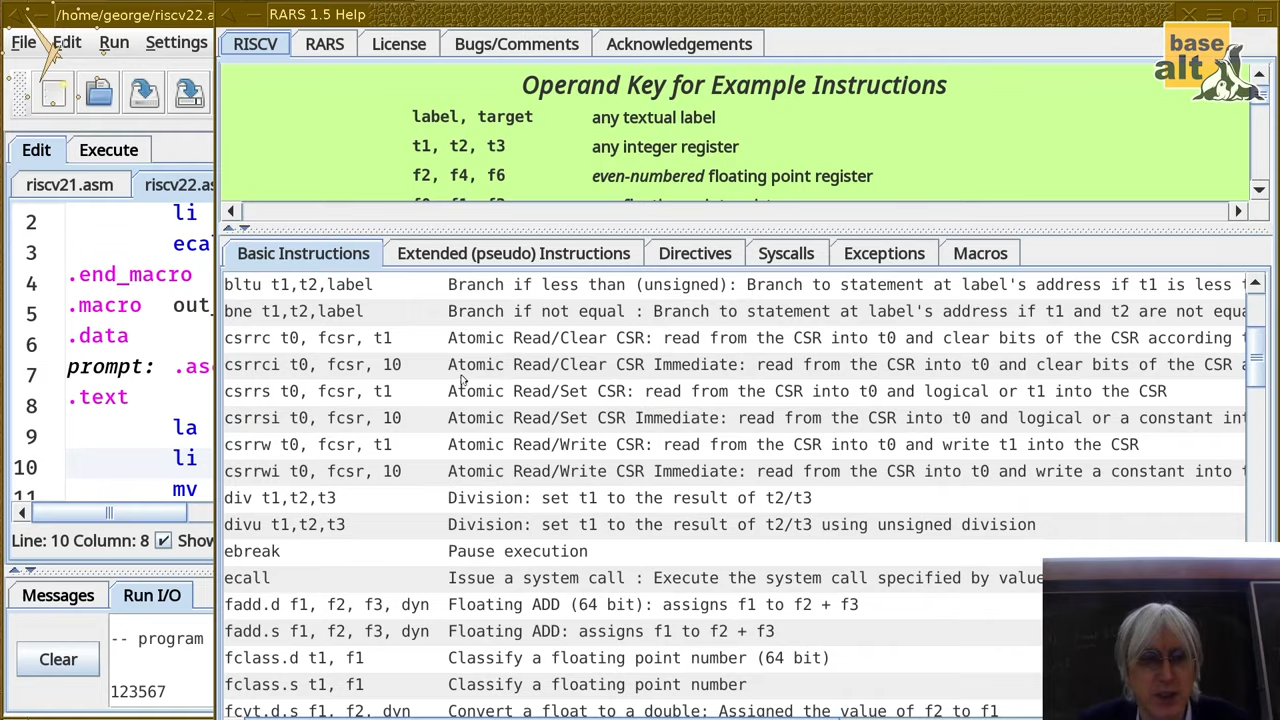 /home/george/riscv22.a
RARS 1.5 Help
File Edit Run Settings
RISCV RARS License Bugs/Comments Acknowledgements
base
alt
Operand Key for Example Instructions
label, target any textual label
t1, t2, t3 any integer register
f2, f4, f6 even-numbered floating point register
Edit Execute
riscv21.asm riscv22.as
Basic Instructions Extended (pseudo) Instructions Directives Syscalls Exceptions Macros
2 li
3 eca
4 .end_macro
5 .macro out_
6 .data
7 prompt: .as
8 .text
9 la
10 li
11 mv
Line: 10 Column: 8 Show
Messages Run I/O
Clear
-- program
123567
bltu t1,t2,label Branch if less than (unsigned): Branch to statement at label's address if t1 is less t
bne t1,t2,label Branch if not equal : Branch to statement at label's address if t1 and t2 are not equa
csrrc t0, fcsr, t1 Atomic Read/Clear CSR: read from the CSR into t0 and clear bits of the CSR according t
csrrci t0, fcsr, 10 Atomic Read/Clear CSR Immediate: read from the CSR into t0 and clear bits of the CSR a
csrrs t0, fcsr, t1 Atomic Read/Set CSR: read from the CSR into t0 and logical or t1 into the CSR
csrrsi t0, fcsr, 10 Atomic Read/Set CSR Immediate: read from the CSR into t0 and logical or a constant int
csrrw t0, fcsr, t1 Atomic Read/Write CSR: read from the CSR into t0 and write t1 into the CSR
csrrwi t0, fcsr, 10 Atomic Read/Write CSR Immediate: read from the CSR into t0 and write a constant into t
div t1,t2,t3 Division: set t1 to the result of t2/t3
divu t1,t2,t3 Division: set t1 to the result of t2/t3 using unsigned division
ebreak Pause execution
ecall Issue a system call : Execute the system call specified by value
fadd.d f1, f2, f3, dyn Floating ADD (64 bit): assigns f1 to f2 + f3
fadd.s f1, f2, f3, dyn Floating ADD: assigns f1 to f2 + f3
fclass.d t1, f1 Classify a floating point number (64 bit)
fclass.s t1, f1 Classify a floating point number
fcvt.d.s f1, f2, dyn Convert a float to a double: Assigned the value of f2 to f1